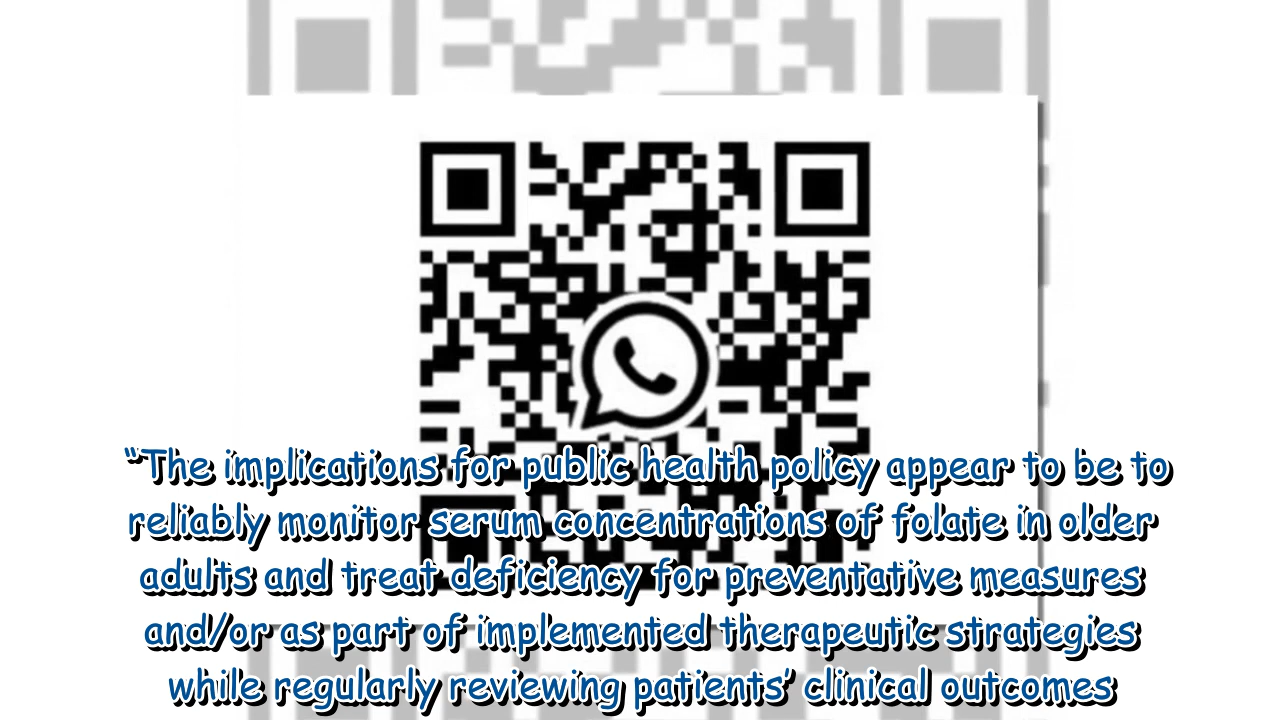 “The implications for public health policy appear to be to
reliably monitor serum concentrations of folate in older
adults and treat deficiency for preventative measures
and/or as part of implemented therapeutic strategies
while regularly reviewing patients’ clinical outcomes